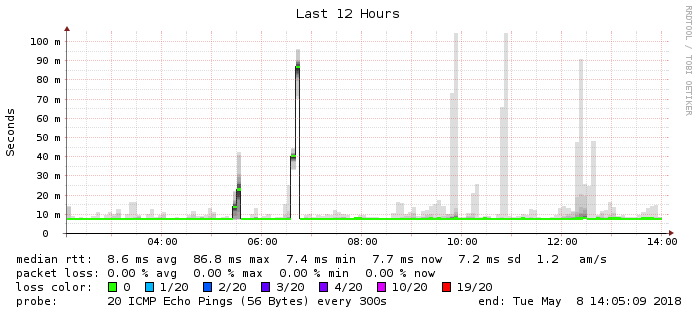 Last 12 Hours
RRDTOOL / TOBI OETIKER
Seconds
100 m
90 m
80 m
70 m
60 m
50 m
40 m
30 m
20 m
10 m
0
04:00 06:00 08:00 10:00 12:00 14:00
median rtt: 8.6 ms avg 86.8 ms max 7.4 ms min 7.7 ms now 7.2 ms sd 1.2 am/s
packet loss: 0.00 % avg 0.00 % max 0.00 % min 0.00 % now
loss color: 0 1/20 2/20 3/20 4/20 10/20 19/20
probe: 20 ICMP Echo Pings (56 Bytes) every 300s end: Tue May 8 14:05:09 2018